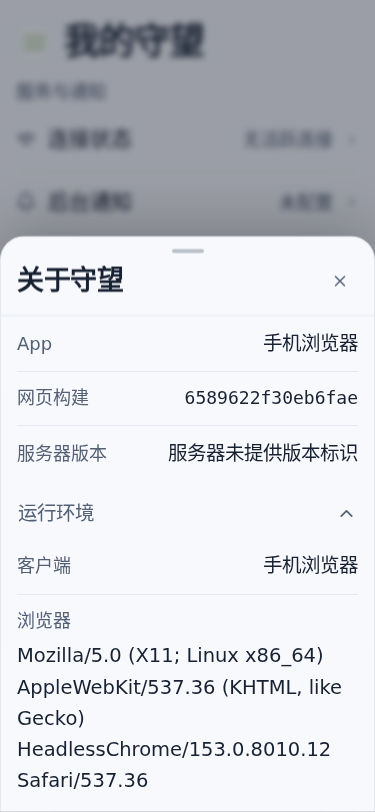 我的守望
服务与通知
连接状态 无活跃连接
后台通知 未配置
关于守望
App 手机浏览器
网页构建 6589622f30eb6fae
服务器版本 服务器未提供版本标识
运行环境
客户端 手机浏览器
浏览器
Mozilla/5.0 (X11; Linux x86_64)
AppleWebKit/537.36 (KHTML, like
Gecko)
HeadlessChrome/153.0.8010.12
Safari/537.36